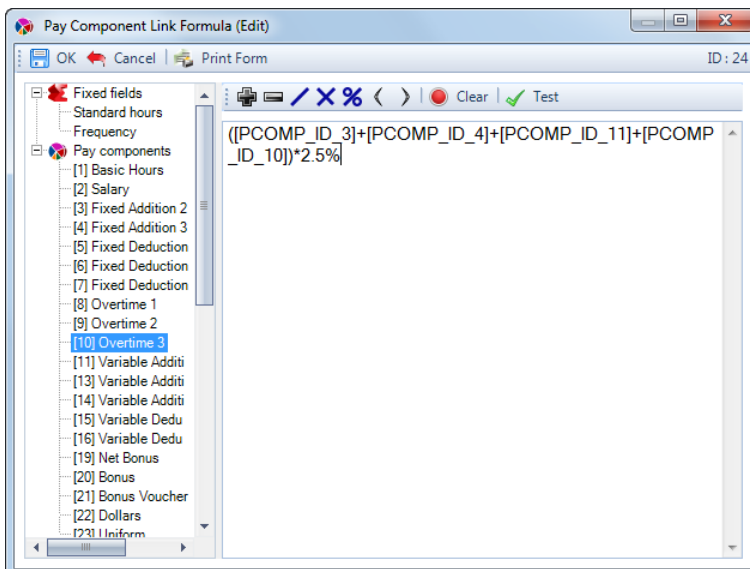 Pay Component Link Formula (Edit)
OK Cancel Print Form ID : 24
Fixed fields
Standard hours
Frequency
Pay components
[1] Basic Hours
[2] Salary
[3] Fixed Addition 2
[4] Fixed Addition 3
[5] Fixed Deduction
[6] Fixed Deduction
[7] Fixed Deduction
[8] Overtime 1
[9] Overtime 2
[10] Overtime 3
[11] Variable Additi
[13] Variable Additi
[14] Variable Additi
[15] Variable Dedu
[16] Variable Dedu
[19] Net Bonus
[20] Bonus
[21] Bonus Voucher
[22] Dollars
[23] Uniform
Clear Test
([PCOMP_ID_3]+[PCOMP_ID_4]+[PCOMP_ID_11]+[PCOMP
_ID_10])*2.5%